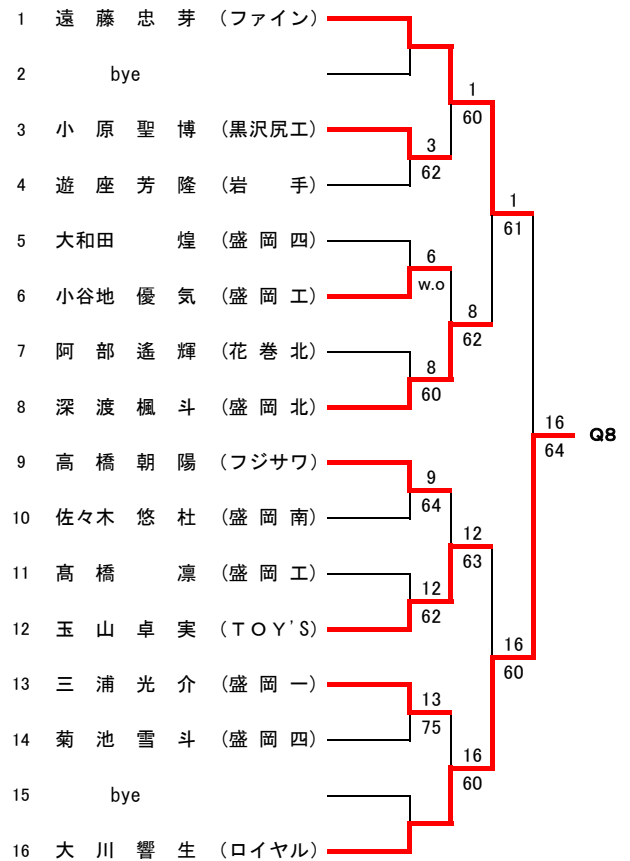 1 遠藤忠芽 (ファイン)
2 bye
1
60
3 小原聖博 (黒沢尻工)
3
62
4 遊座芳隆 (岩手)
1
61
5 大和田煌 (盛岡四)
6
w.o
6 小谷地優気 (盛岡工)
8
62
7 阿部遙輝 (花巻北)
8
60
8 深渡楓斗 (盛岡北)
16
64
Q8
9 高橋朝陽 (フジサワ)
9
64
10 佐々木悠杜 (盛岡南)
12
63
11 髙橋凛 (盛岡工)
12
62
12 玉山卓実 (TOY'S)
16
60
13 三浦光介 (盛岡一)
13
75
14 菊池雪斗 (盛岡四)
16
60
15 bye
16 大川響生 (ロイヤル)